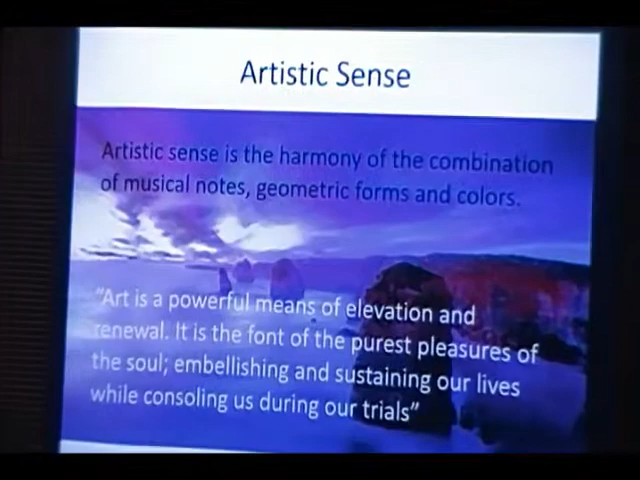 Artistic Sense
Artistic sense is the harmony of the combination
of musical notes, geometric forms and colors.
“Art is a powerful means of elevation and
renewal. It is the font of the purest pleasures of
the soul; embellishing and sustaining our lives
while consoling us during our trials”